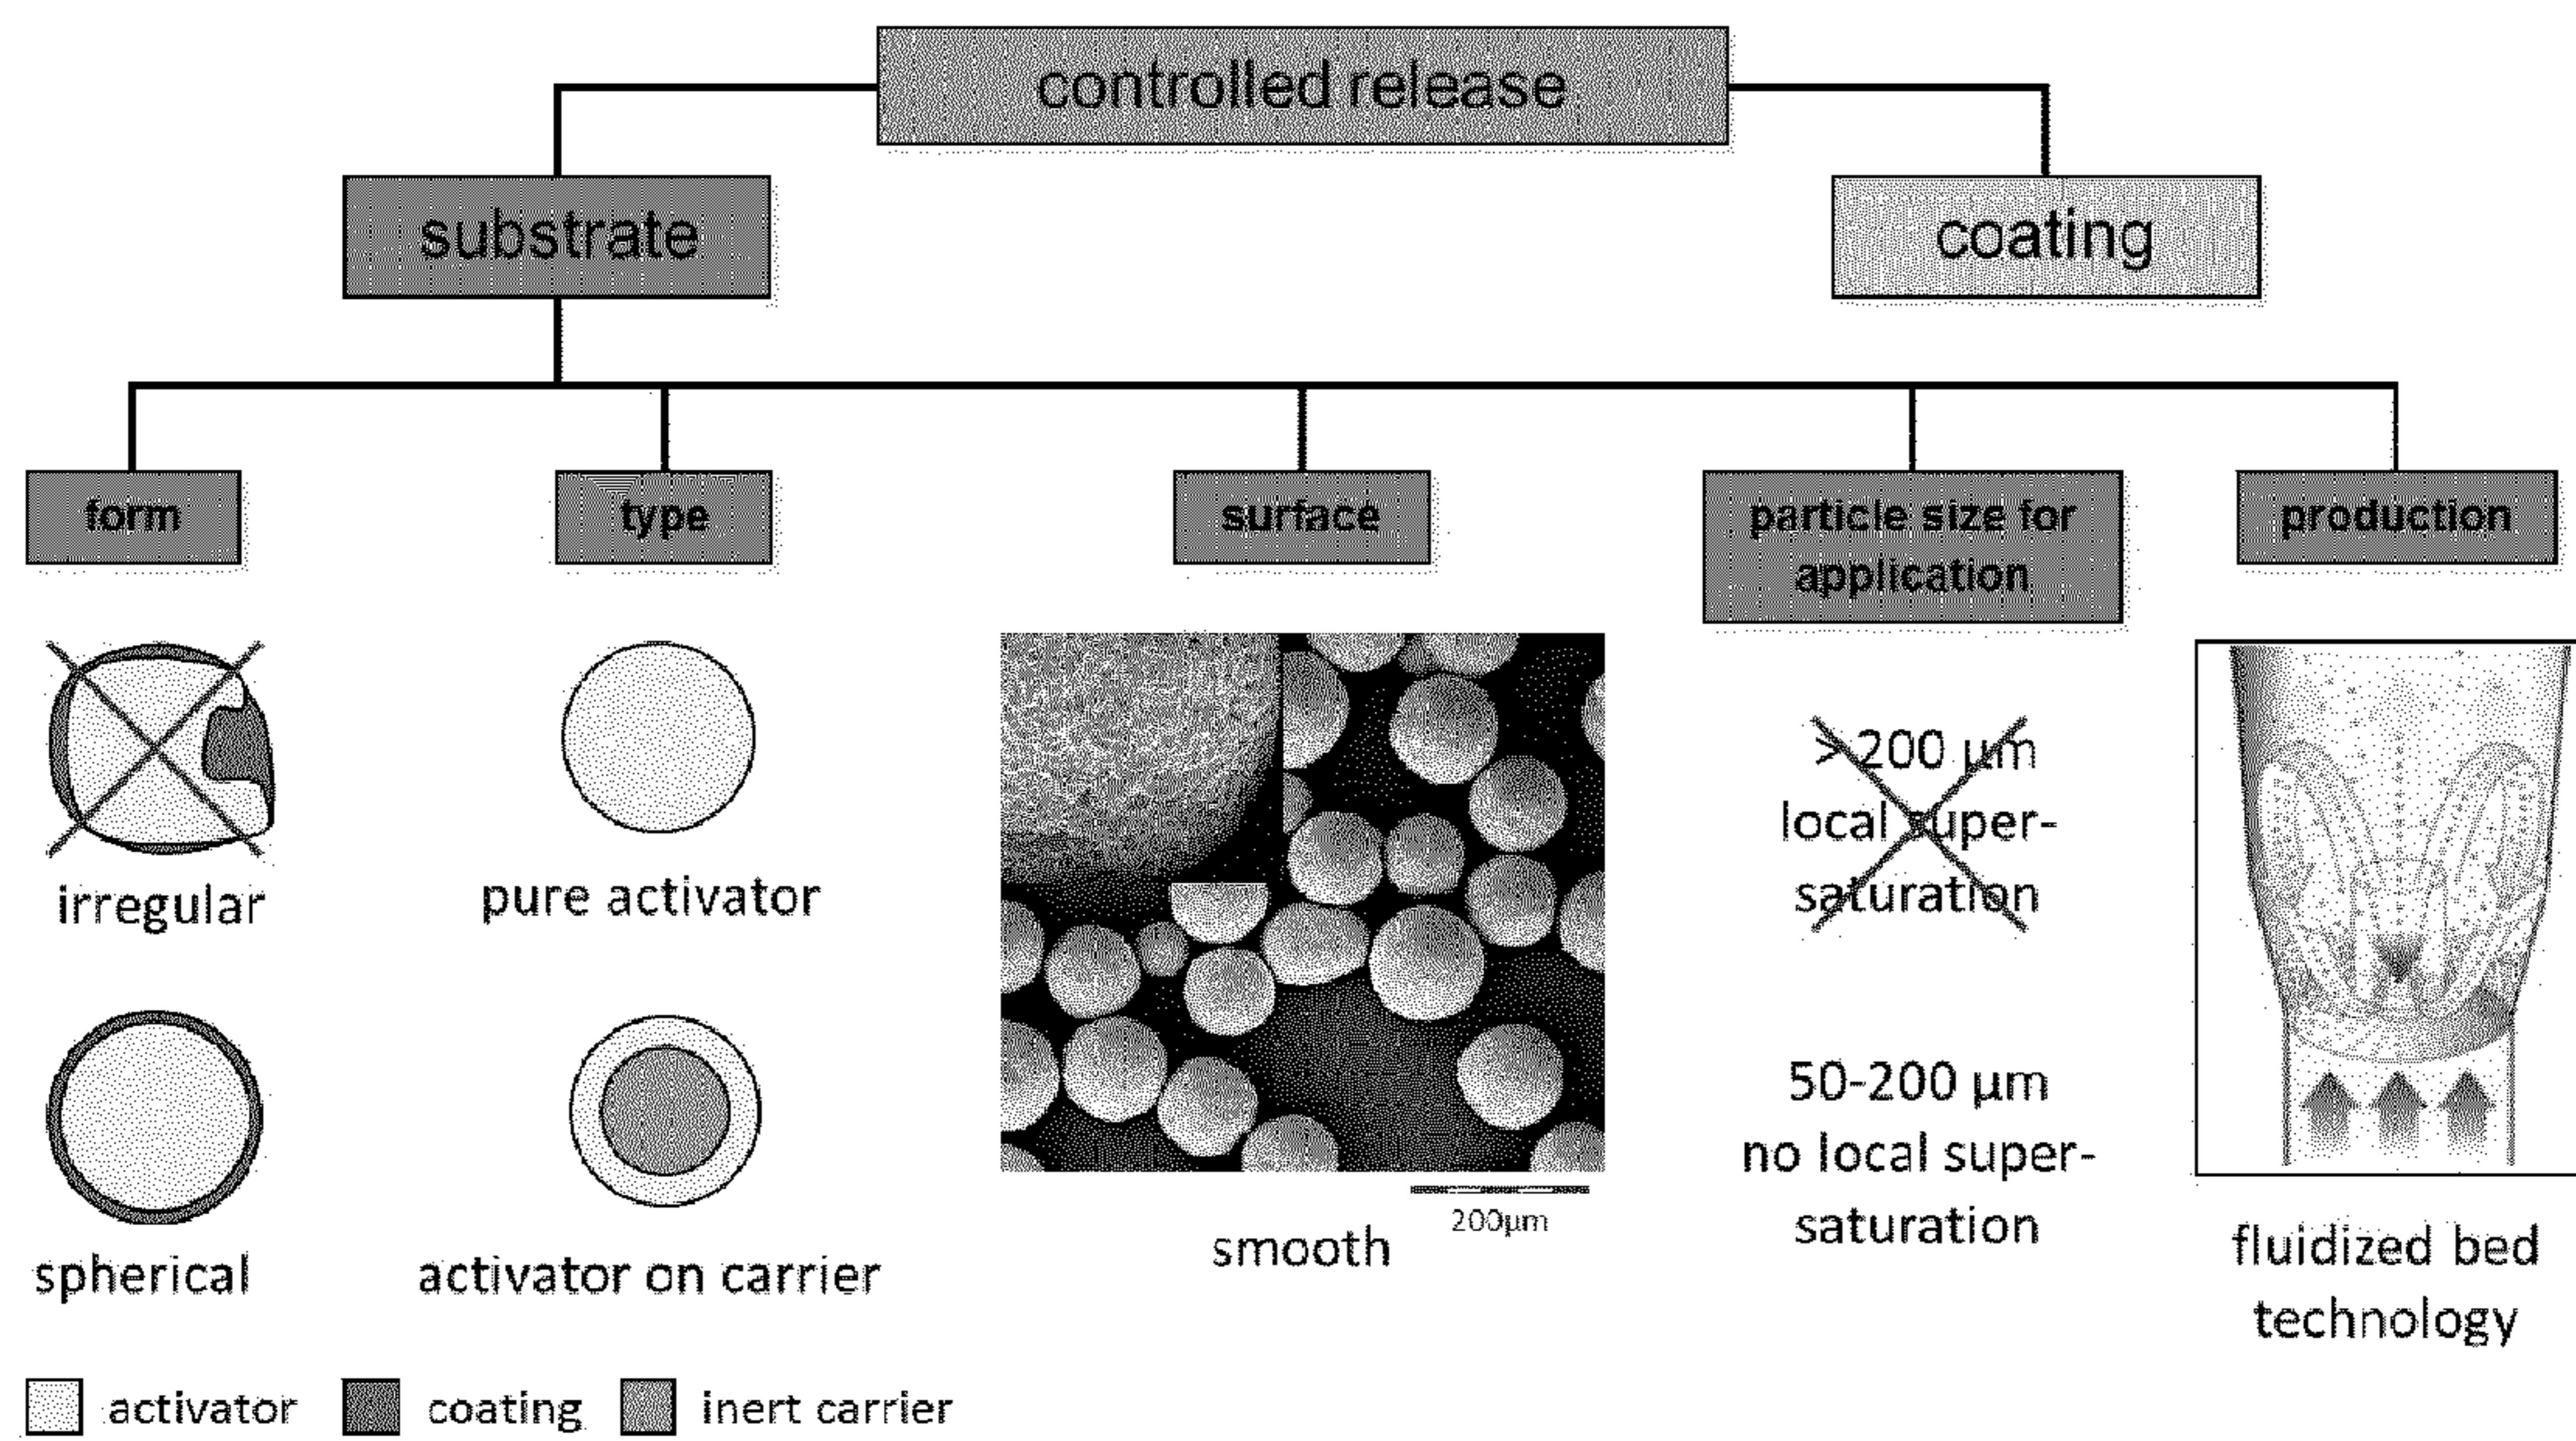 controlled release
substrate
coating
form
type
surface
particle size for
application
production
irregular
spherical
pure activator
activator on carrier
200µm
smooth
> 200 µm
local super-
saturation
50-200 µm
no local super-
saturation
fluidized bed
technology
activator
coating
inert carrier